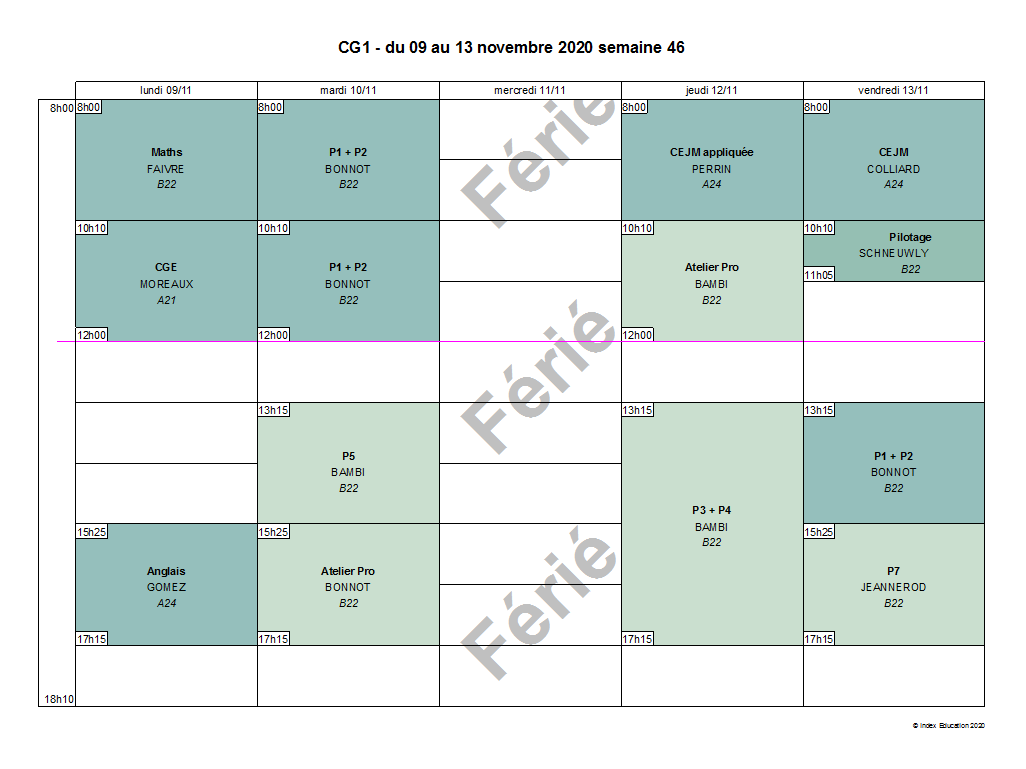 CG1 - du 09 au 13 novembre 2020 semaine 46
lundi 09/11
mardi 10/11
mercredi 11/11
jeudi 12/11
vendredi 13/11
8h00
18h10
8h00
Maths
FAIVRE
B22
10h10
CGE
MOREAUX
A21
12h00
15h25
Anglais
GOMEZ
A24
17h15
8h00
P1 + P2
BONNOT
B22
10h10
P1 + P2
BONNOT
B22
12h00
13h15
P5
BAMBI
B22
15h25
Atelier Pro
BONNOT
B22
17h15
Férié
Férié
Férié
8h00
CEJM appliquée
PERRIN
A24
10h10
Atelier Pro
BAMBI
B22
12h00
13h15
P3 + P4
BAMBI
B22
17h15
8h00
CEJM
COLLIARD
A24
10h10
Pilotage
SCHNEUWLY
B22
11h05
13h15
P1 + P2
BONNOT
B22
15h25
P7
JEANNEROD
B22
17h15
© Index Education 2020